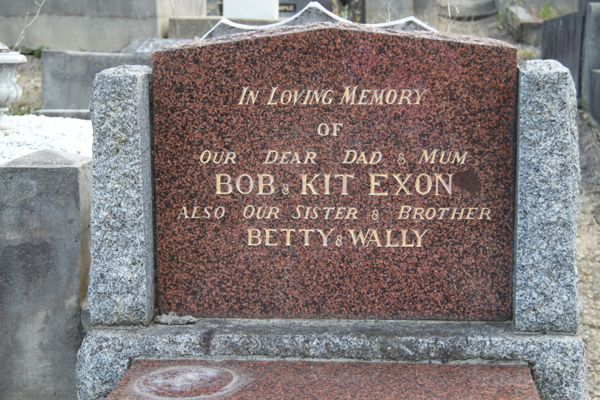 IN LOVING MEMORY
OF
OUR DEAR DAD & MUM
BOB & KIT EXON
ALSO OUR SISTER & BROTHER
BETTY & WALLY